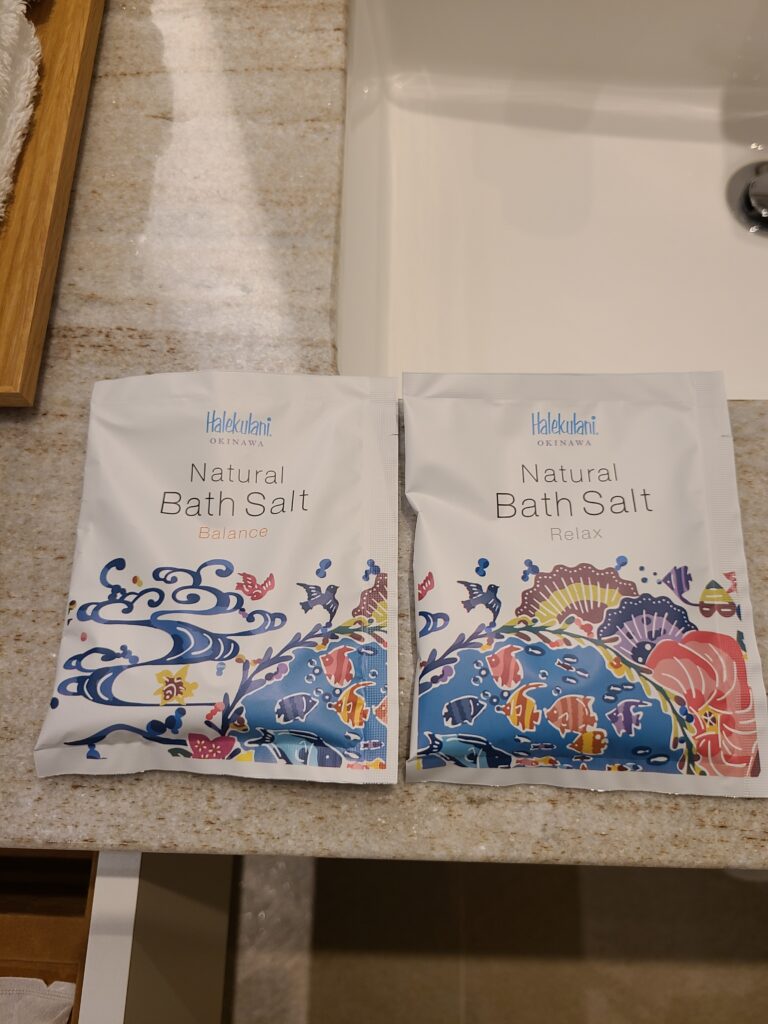 Halekulani
OKINAWA
Natural
Bath Salt
Balance
Halekulani
OKINAWA
Natural
Bath Salt
Relax